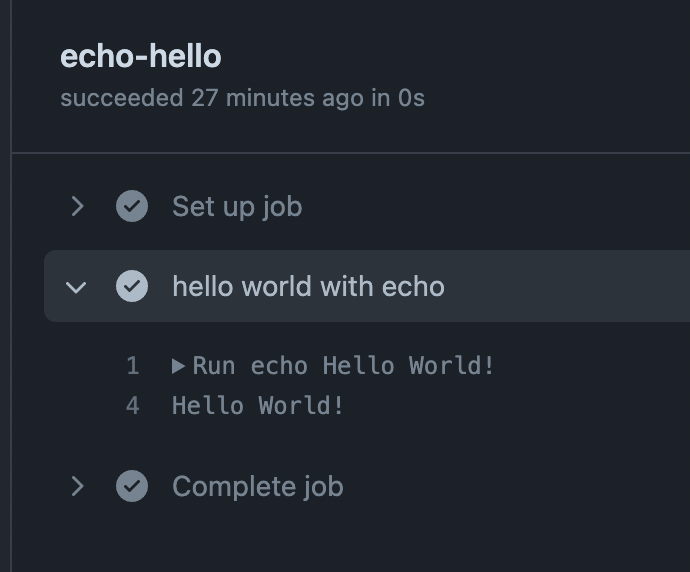 echo-hello
succeeded 27 minutes ago in 0s
Set up job
hello world with echo
1 ▶Run echo Hello World!
4 Hello World!
Complete job